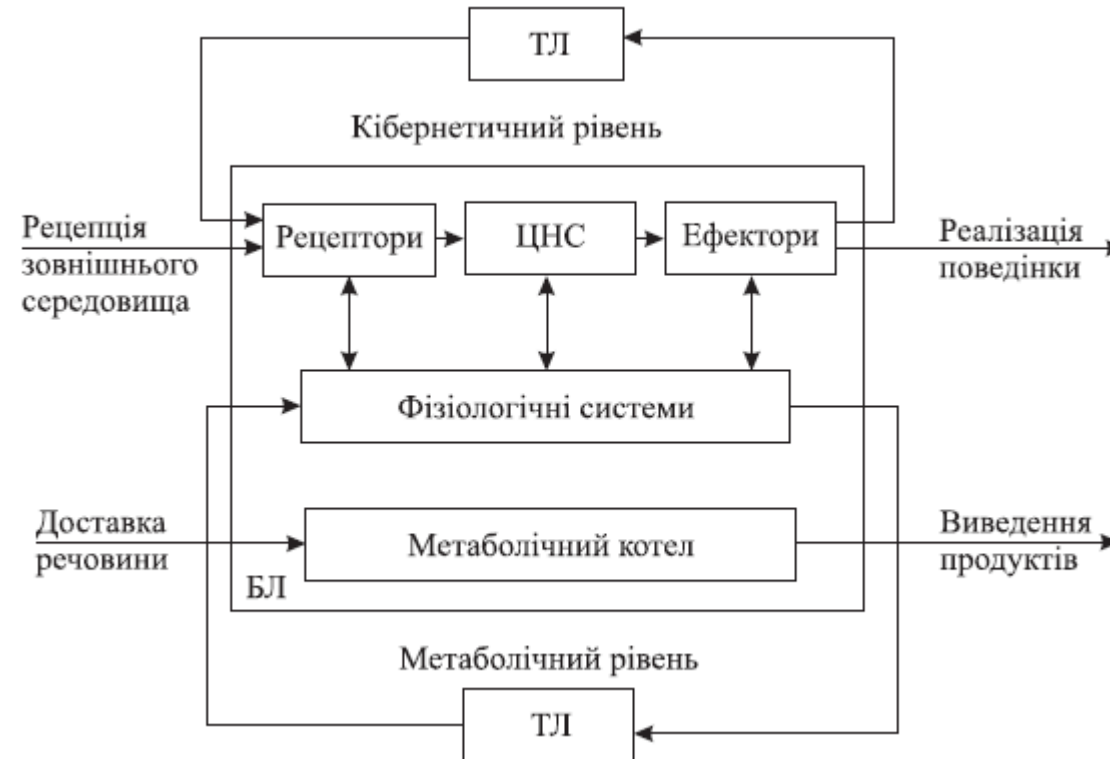 ТЛ
Кібернетичний рівень
Рецепція
зовнішнього
середовища
Рецептори
ЦНС
Ефектори
Реалізація
поведінки
Фізіологічні системи
Доставка
речовини
Метаболічний котел
Виведення
продуктів
БЛ
Метаболічний рівень
ТЛ